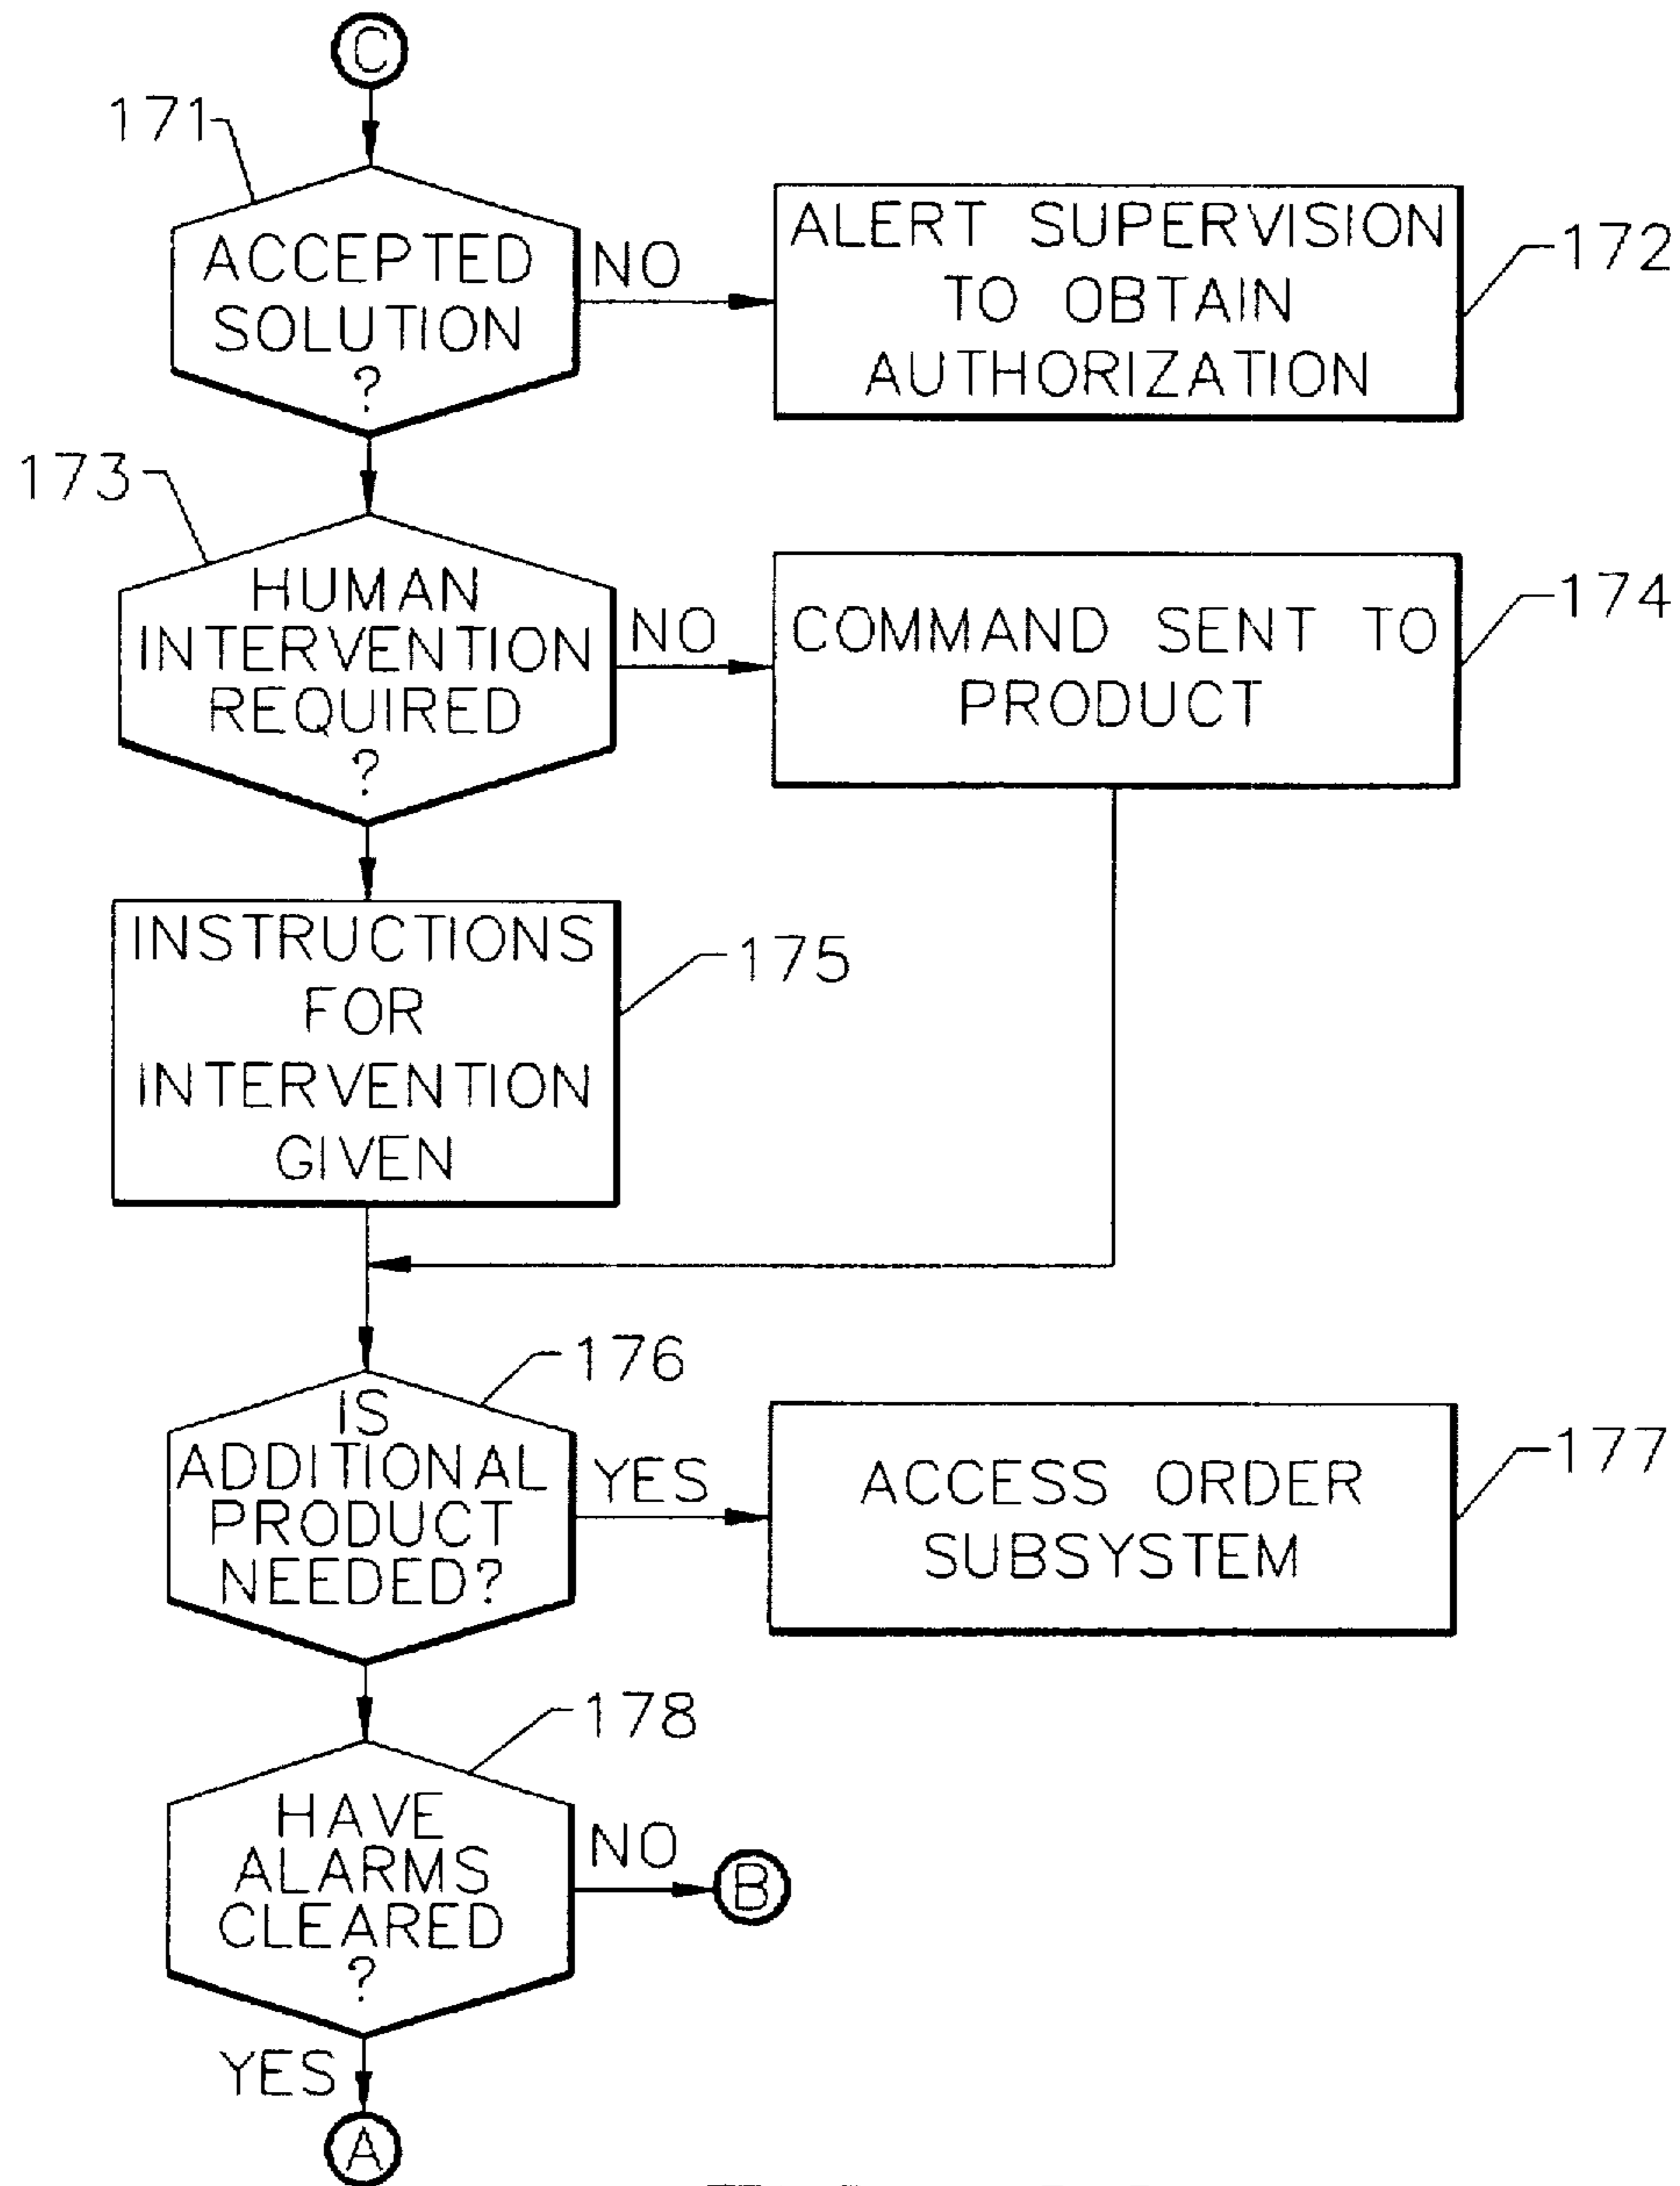 C
171
ACCEPTED
SOLUTION
?
NO
ALERT SUPERVISION
TO OBTAIN
AUTHORIZATION
172
173
HUMAN
INTERVENTION
REQUIRED
?
NO
COMMAND SENT TO
PRODUCT
174
INSTRUCTIONS
FOR
INTERVENTION
GIVEN
175
176
IS
ADDITIONAL
PRODUCT
NEEDED?
YES
ACCESS ORDER
SUBSYSTEM
177
178
HAVE
ALARMS
CLEARED
?
NO
B
YES
A